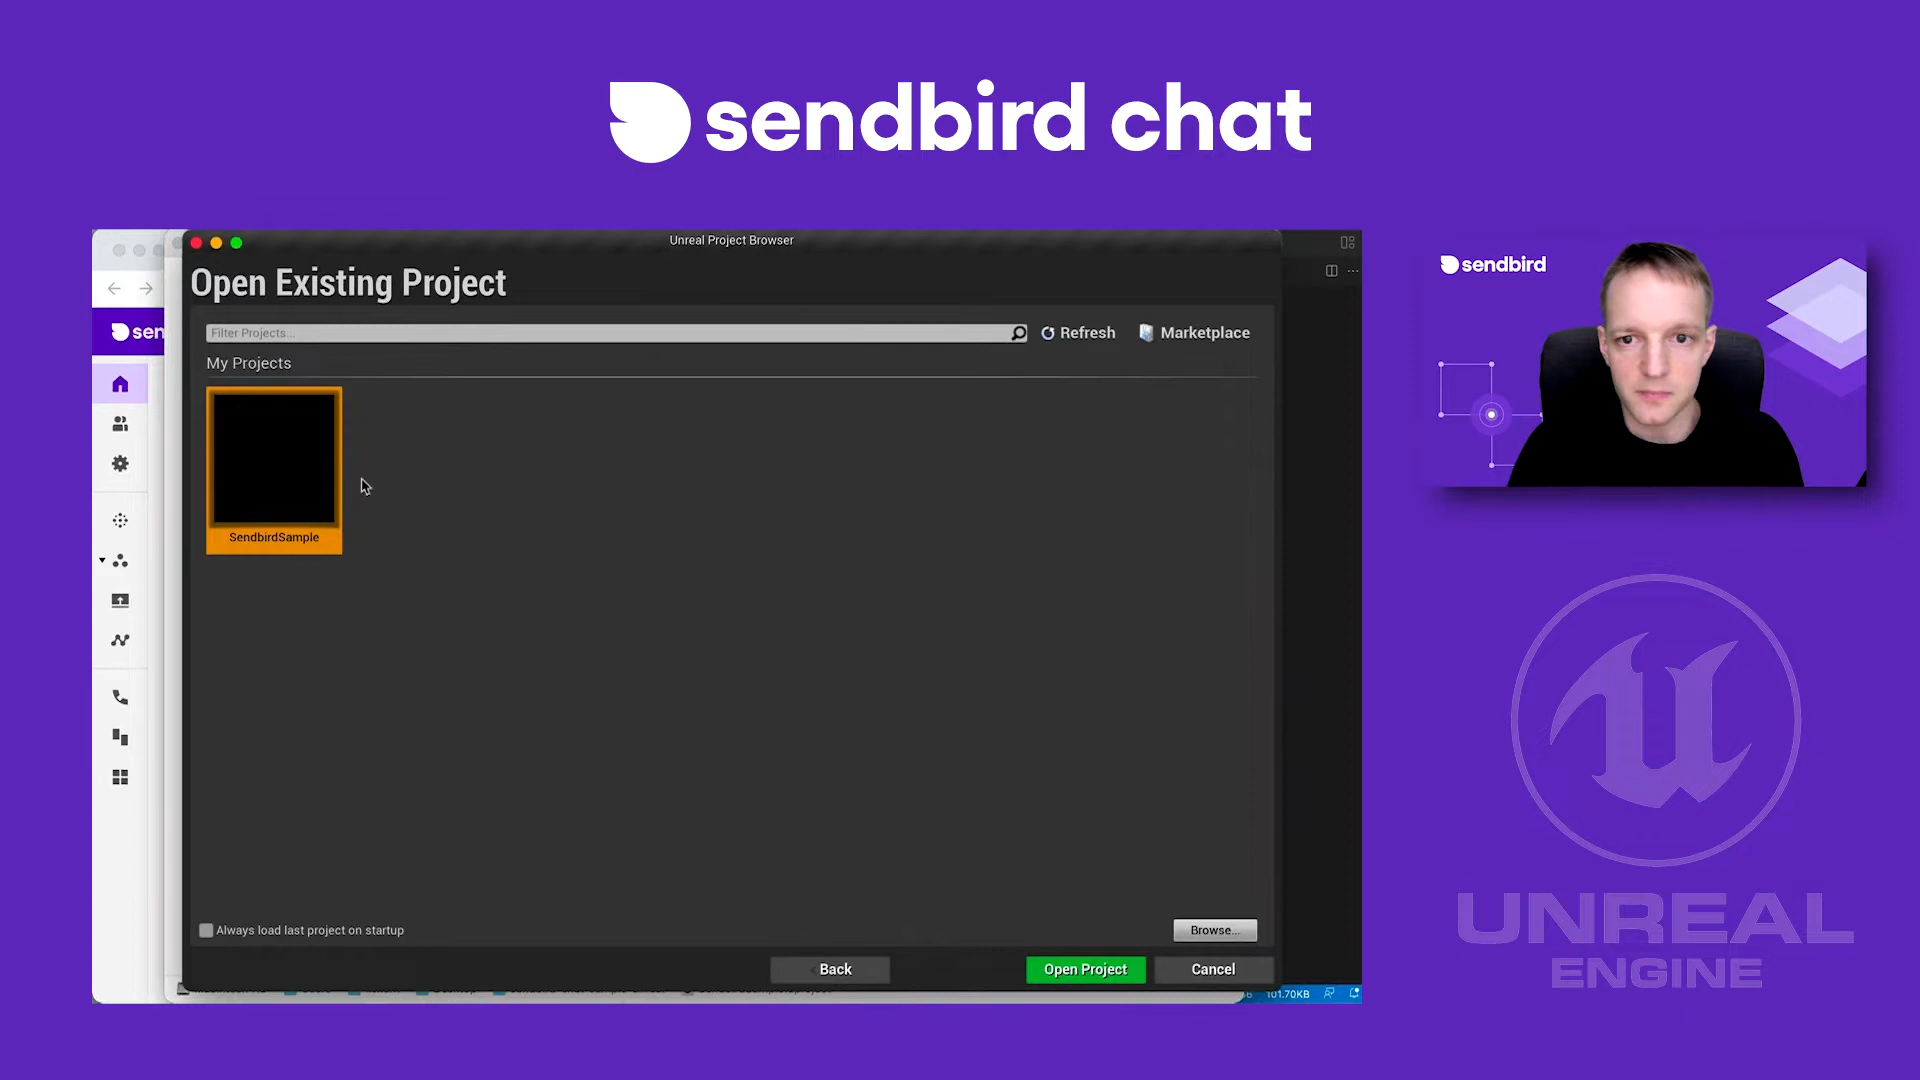 sendbird chat
Unreal Project Browser
Open Existing Project
Filter Projects...
Refresh
Marketplace
My Projects
SendbirdSample
Always load last project on startup
Browse...
Back
Open Project
Cancel
sen
101.70KB
sendbird
UNREAL
ENGINE